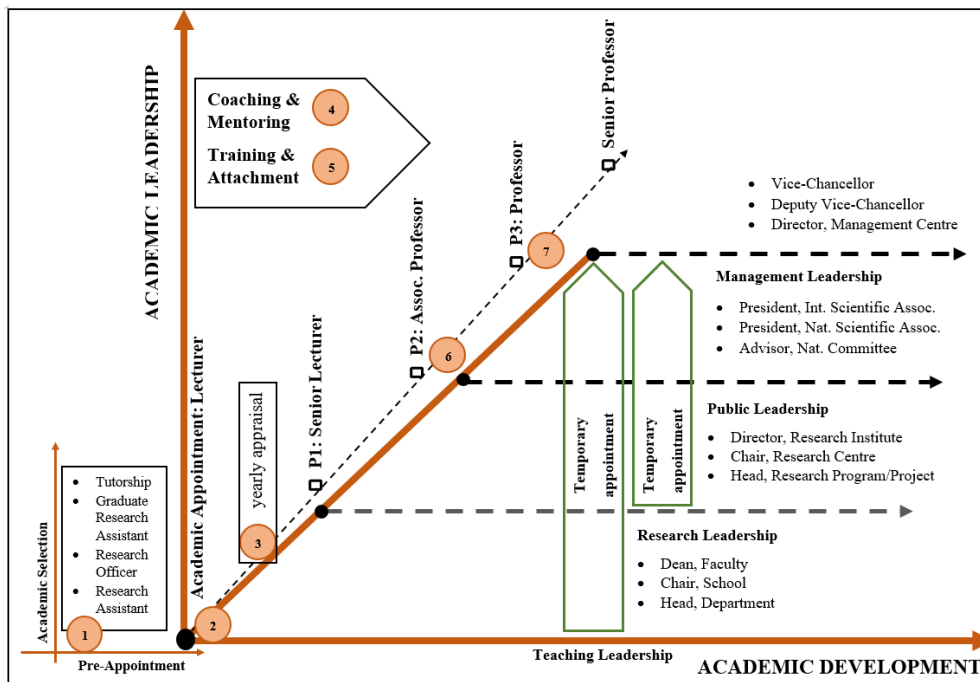 ACADEMIC LEADERSHIP
Coaching &
Mentoring
4
Training &
Attachment
5
Senior Professor
P3: Professor
7
P2: Assoc. Professor
6
P1: Senior Lecturer
yearly appraisal
3
Academic Appointment: Lecturer
2
Academic Selection
• Tutorship
• Graduate
Research
Assistant
• Research
Officer
• Research
Assistant
1
Pre-Appointment
• Vice-Chancellor
• Deputy Vice-Chancellor
• Director, Management Centre
Management Leadership
• President, Int. Scientific Assoc.
• President, Nat. Scientific Assoc.
• Advisor, Nat. Committee
Public Leadership
• Director, Research Institute
• Chair, Research Centre
• Head, Research Program/Project
Temporary
appointment
Temporary
appointment
Research Leadership
• Dean, Faculty
• Chair, School
• Head, Department
Teaching Leadership
ACADEMIC DEVELOPMENT